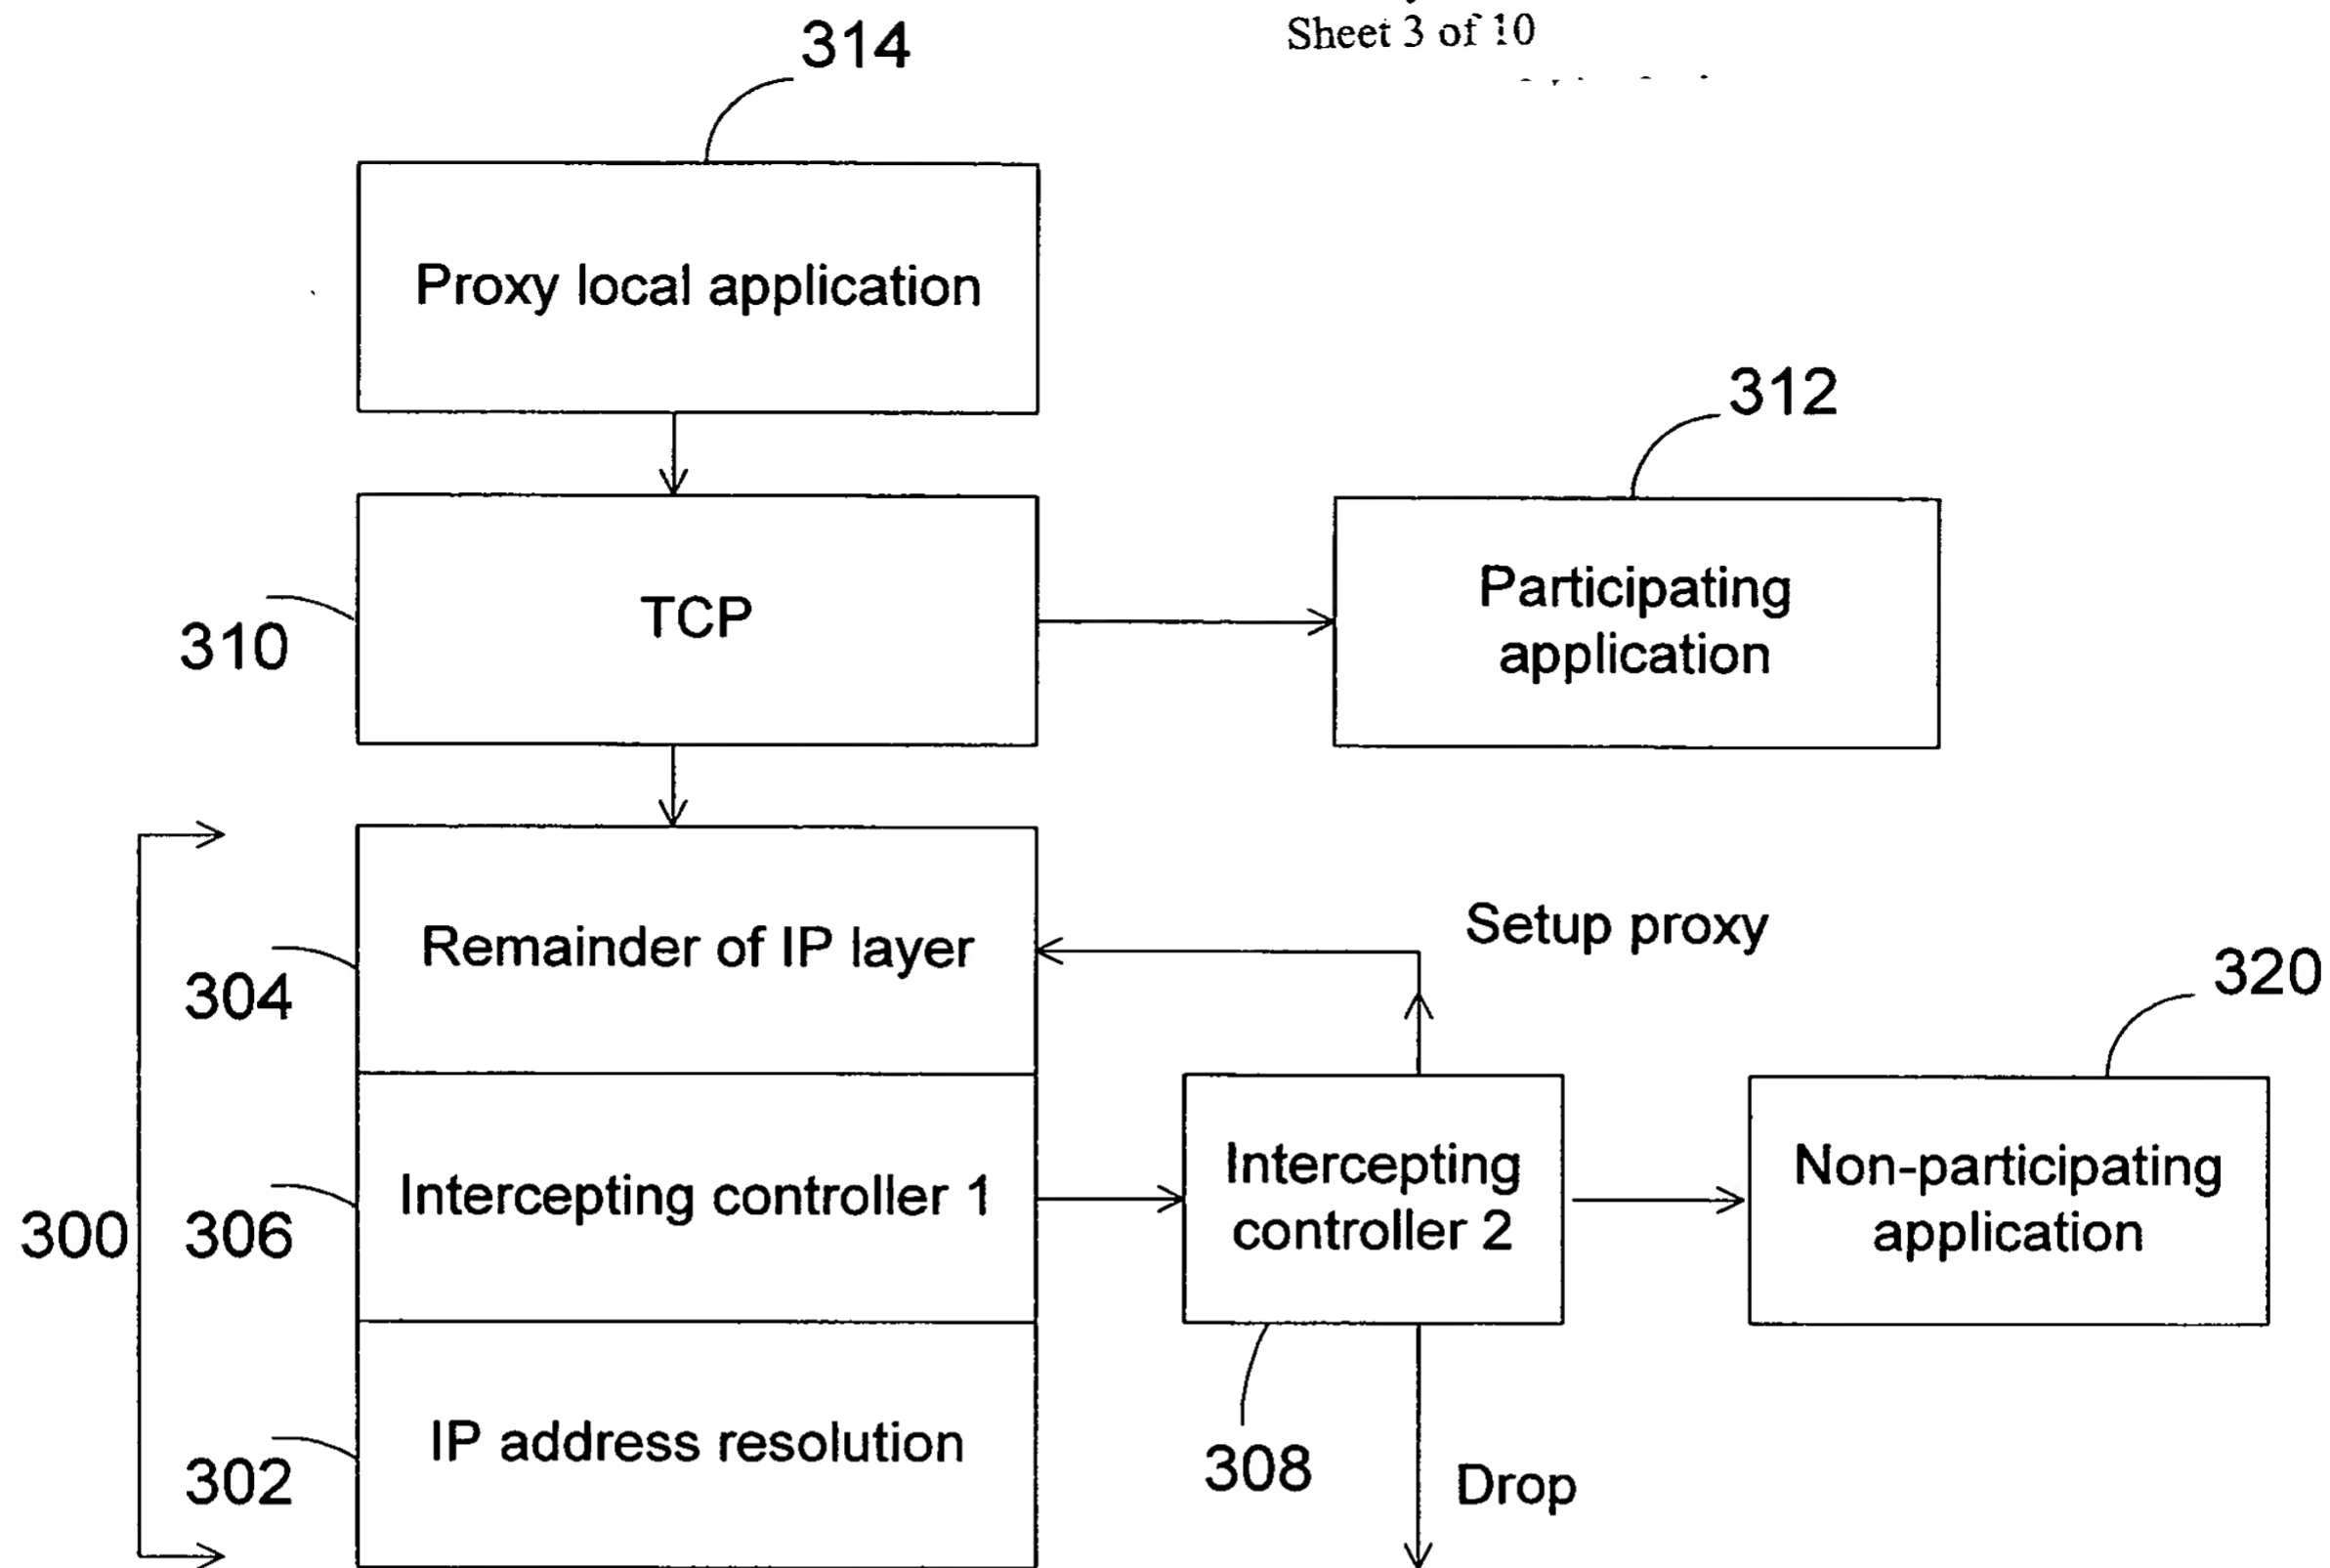 Sheet 3 of 10
314
Proxy local application
312
TCP
Participating
application
310
Setup proxy
Remainder of IP layer
304
320
Intercepting controller 1
Intercepting
controller 2
Non-participating
application
300
306
IP address resolution
308
302
Drop